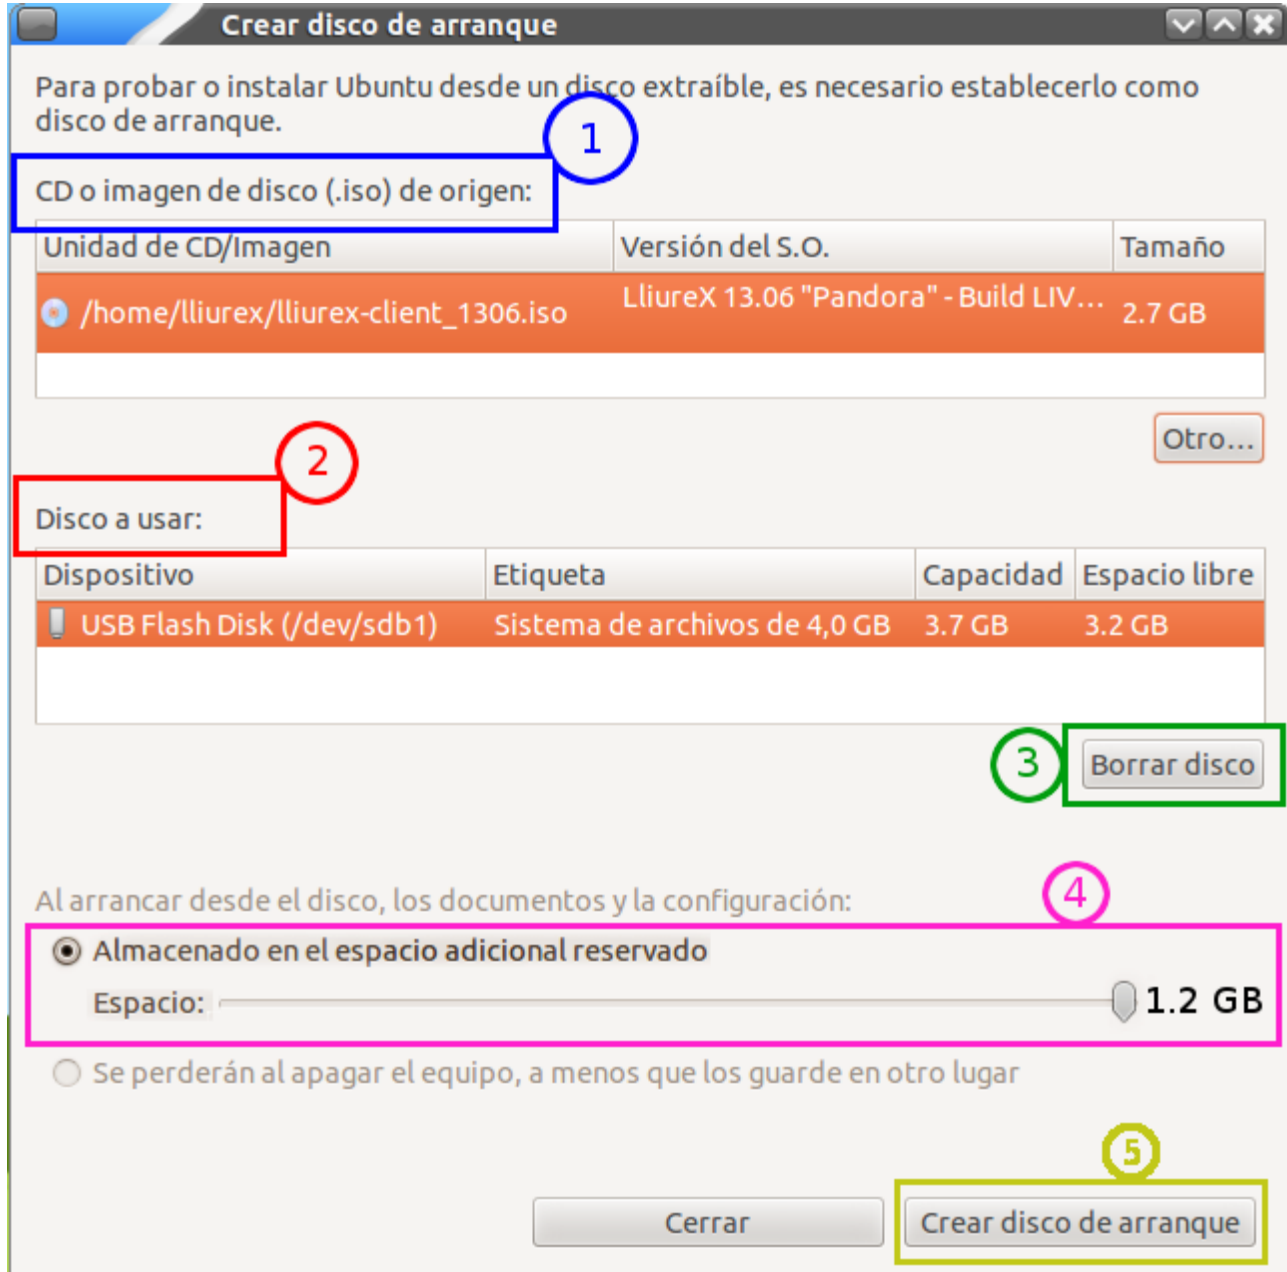 Crear disco de arranque
Para probar o instalar Ubuntu desde un disco extraíble, es necesario establecerlo como
disco de arranque.
1
CD o imagen de disco (.iso) de origen:
Unidad de CD/Imagen Versión del S.O. Tamaño
/home/lliurex/lliurex-client_1306.iso LliureX 13.06 "Pandora" - Build LIV... 2.7 GB
Otro...
2
Disco a usar:
Dispositivo Etiqueta Capacidad Espacio libre
USB Flash Disk (/dev/sdb1) Sistema de archivos de 4,0 GB 3.7 GB 3.2 GB
3 Borrar disco
4
Al arrancar desde el disco, los documentos y la configuración:
Almacenado en el espacio adicional reservado
Espacio: 1.2 GB
Se perderán al apagar el equipo, a menos que los guarde en otro lugar
5
Cerrar Crear disco de arranque